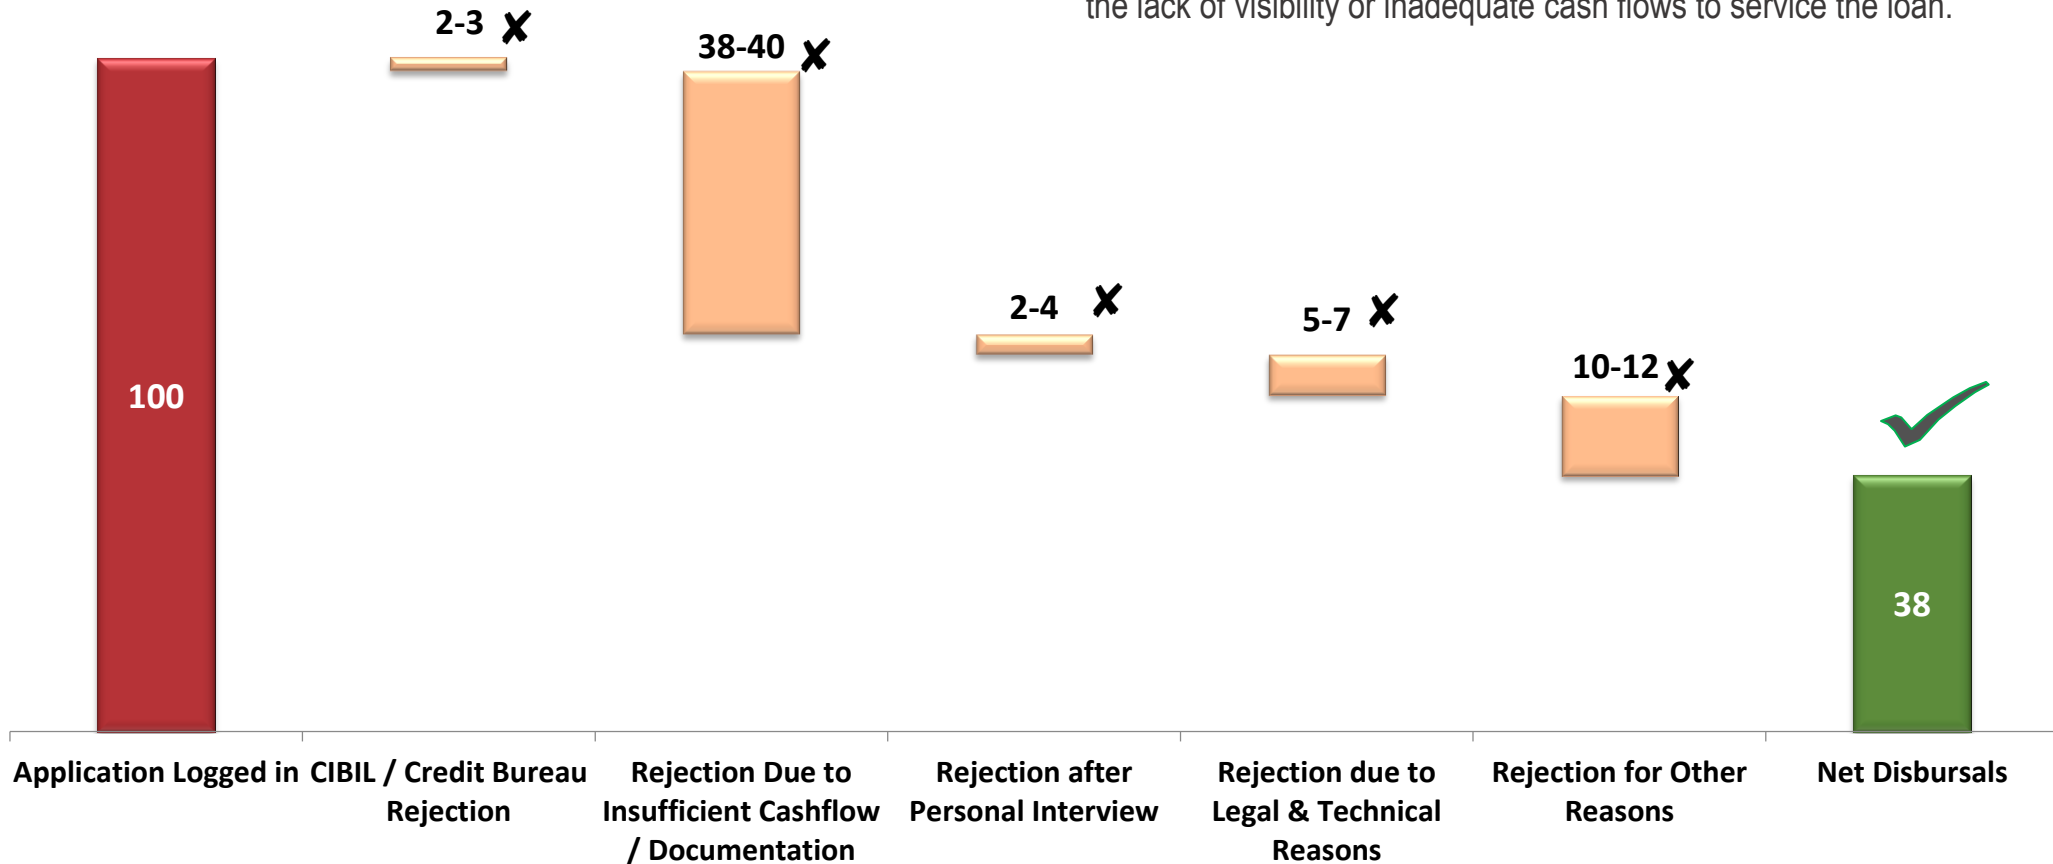 the lack of visibility or inadequate cash flows to service the loan.
2-3 ✘
38-40 ✘
2-4 ✘
5-7 ✘
10-12 ✘
100
38
Application Logged in
CIBIL / Credit Bureau
Rejection
Rejection Due to
Insufficient Cashflow
/ Documentation
Rejection after
Personal Interview
Rejection due to
Legal & Technical
Reasons
Rejection for Other
Reasons
Net Disbursals